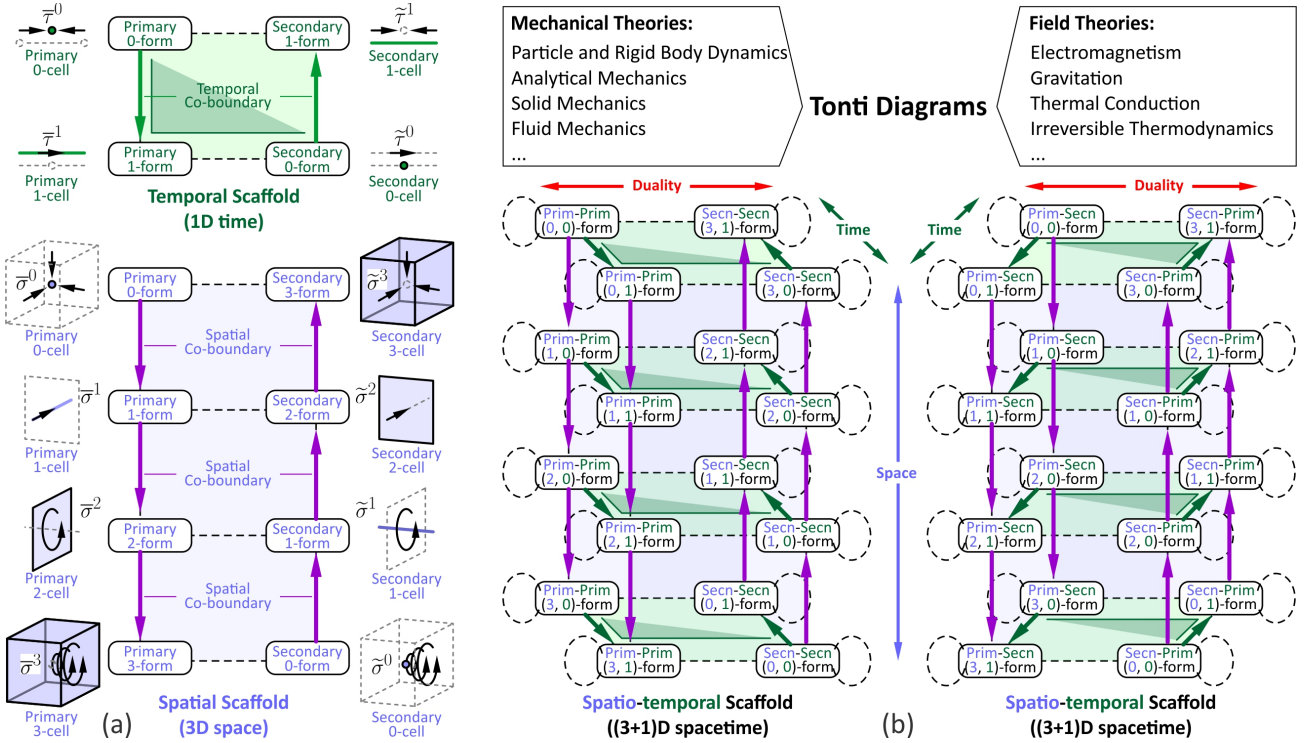 τ̅⁰
Primary
0-cell
Primary
0-form
Secondary
1-form
τ̃¹
Secondary
1-cell
Temporal
Co-boundary
τ̅¹
Primary
1-cell
Primary
1-form
Secondary
0-form
τ̃⁰
Secondary
0-cell
Temporal Scaffold
(1D time)
σ̅⁰
Primary
0-cell
Primary
0-form
Secondary
3-form
σ̃³
Secondary
3-cell
Spatial
Co-boundary
σ̅¹
Primary
1-cell
Primary
1-form
Secondary
2-form
σ̃²
Secondary
2-cell
Spatial
Co-boundary
σ̅²
Primary
2-cell
Primary
2-form
Secondary
1-form
σ̃¹
Secondary
1-cell
Spatial
Co-boundary
σ̅³
Primary
3-cell
Primary
3-form
Secondary
0-form
σ̃⁰
Secondary
0-cell
Spatial Scaffold
(3D space)
(a)
Mechanical Theories:
Particle and Rigid Body Dynamics
Analytical Mechanics
Solid Mechanics
Fluid Mechanics
...
Tonti Diagrams
Field Theories:
Electromagnetism
Gravitation
Thermal Conduction
Irreversible Thermodynamics
...
Duality
Time
Prim-Prim
(0, 0)-form
Secn-Secn
(3, 1)-form
Prim-Prim
(0, 1)-form
Secn-Secn
(3, 0)-form
Prim-Prim
(1, 0)-form
Secn-Secn
(2, 1)-form
Prim-Prim
(1, 1)-form
Secn-Secn
(2, 0)-form
Prim-Prim
(2, 0)-form
Secn-Secn
(1, 1)-form
Prim-Prim
(2, 1)-form
Secn-Secn
(1, 0)-form
Prim-Prim
(3, 0)-form
Secn-Secn
(0, 1)-form
Prim-Prim
(3, 1)-form
Secn-Secn
(0, 0)-form
Spatio-temporal Scaffold
((3+1)D spacetime)
Space
(b)
Duality
Time
Prim-Secn
(0, 0)-form
Secn-Prim
(3, 1)-form
Prim-Secn
(0, 1)-form
Secn-Prim
(3, 0)-form
Prim-Secn
(1, 0)-form
Secn-Prim
(2, 1)-form
Prim-Secn
(1, 1)-form
Secn-Prim
(1, 0)-form
Prim-Secn
(2, 0)-form
Secn-Prim
(1, 1)-form
Prim-Secn
(2, 1)-form
Secn-Prim
(2, 0)-form
Prim-Secn
(3, 0)-form
Secn-Prim
(0, 1)-form
Prim-Secn
(3, 1)-form
Secn-Prim
(0, 0)-form
Spatio-temporal Scaffold
((3+1)D spacetime)